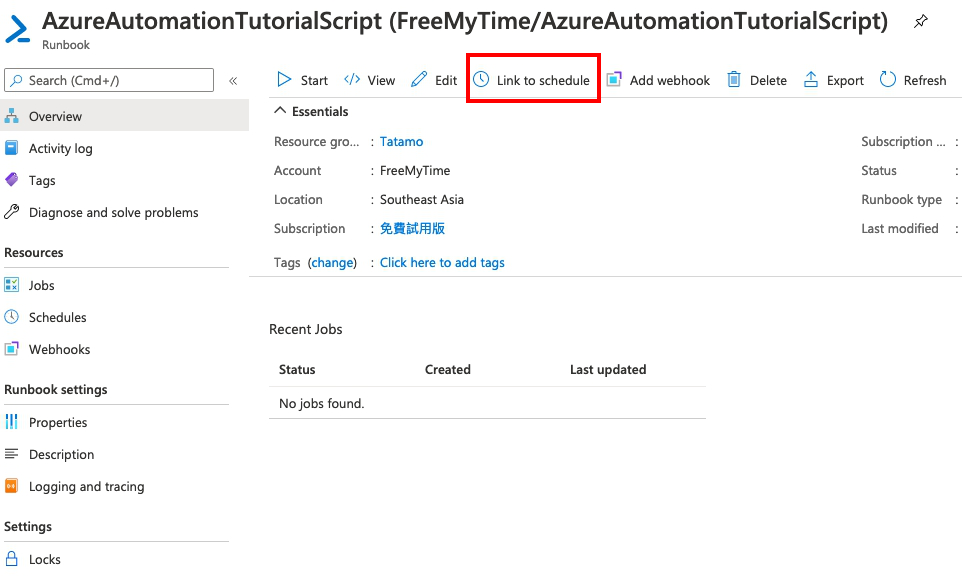 AzureAutomationTutorialScript (FreeMyTime/AzureAutomationTutorialScript)
Runbook
Search (Cmd+/)
«
Start
View
Edit
Link to schedule
Add webhook
Delete
Export
Refresh
Overview
Activity log
Tags
Diagnose and solve problems
Resources
Jobs
Schedules
Webhooks
Runbook settings
Properties
Description
Logging and tracing
Settings
Locks
Essentials
Resource gro... : Tatamo
Account : FreeMyTime
Location : Southeast Asia
Subscription : 免費試用版
Tags (change) : Click here to add tags
Subscription ... :
Status :
Runbook type :
Last modified :
Recent Jobs
Status Created Last updated
No jobs found.